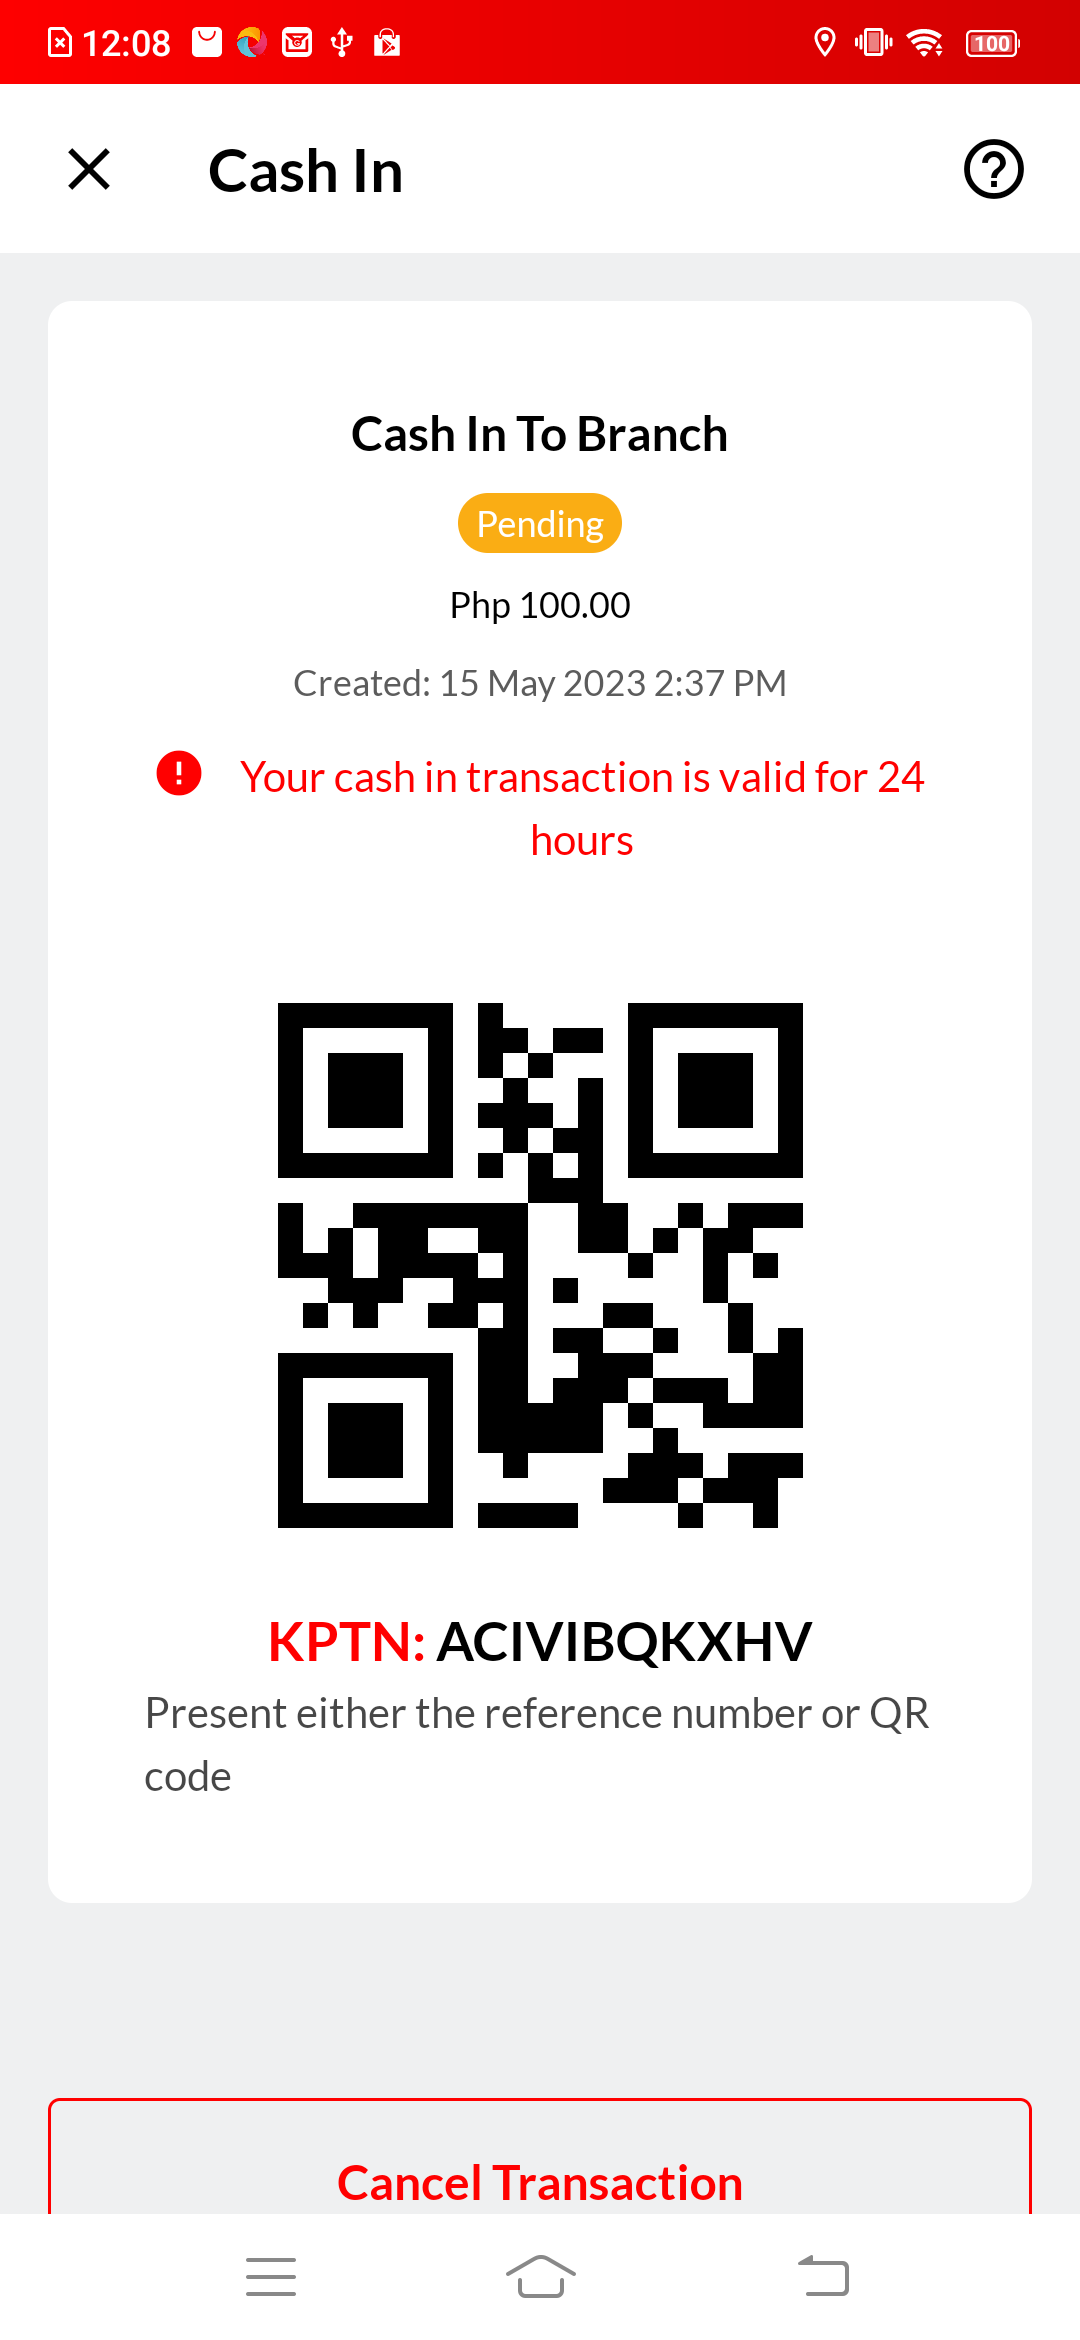 12:08
100
Cash In
Cash In To Branch
Pending
Php 100.00
Created: 15 May 2023 2:37 PM
Your cash in transaction is valid for 24
hours
KPTN: ACIVIBQKXHV
Present either the reference number or QR
code
Cancel Transaction